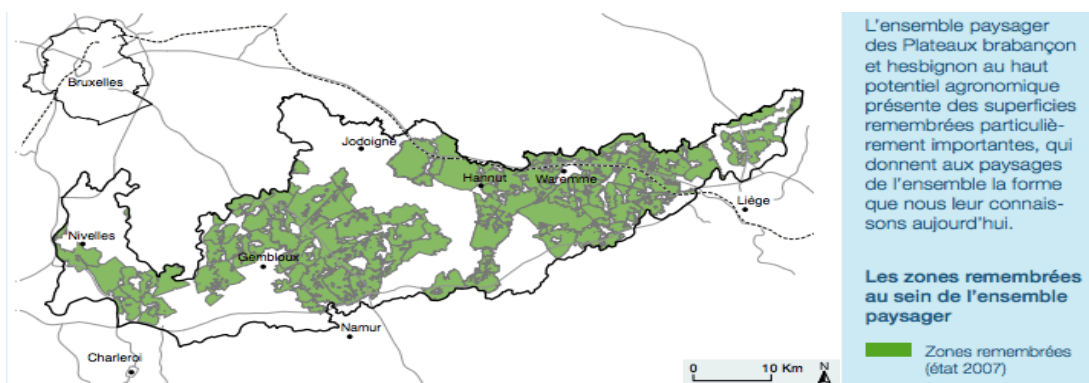 Bruxelles
Jodoigne
Hannut
Waremme
Liége
Nivelles
Gembloux
Namur
Charleroi
0 10 Km N
L'ensemble paysager
des Plateaux brabançon
et hesbignon au haut
potentiel agronomique
présente des superficies
remembrées particuliè-
rement importantes, qui
donnent aux paysages
de l'ensemble la forme
que nous leur connais-
sons aujourd'hui.
Les zones remembrées
au sein de l'ensemble
paysager
Zones remembrées
(état 2007)